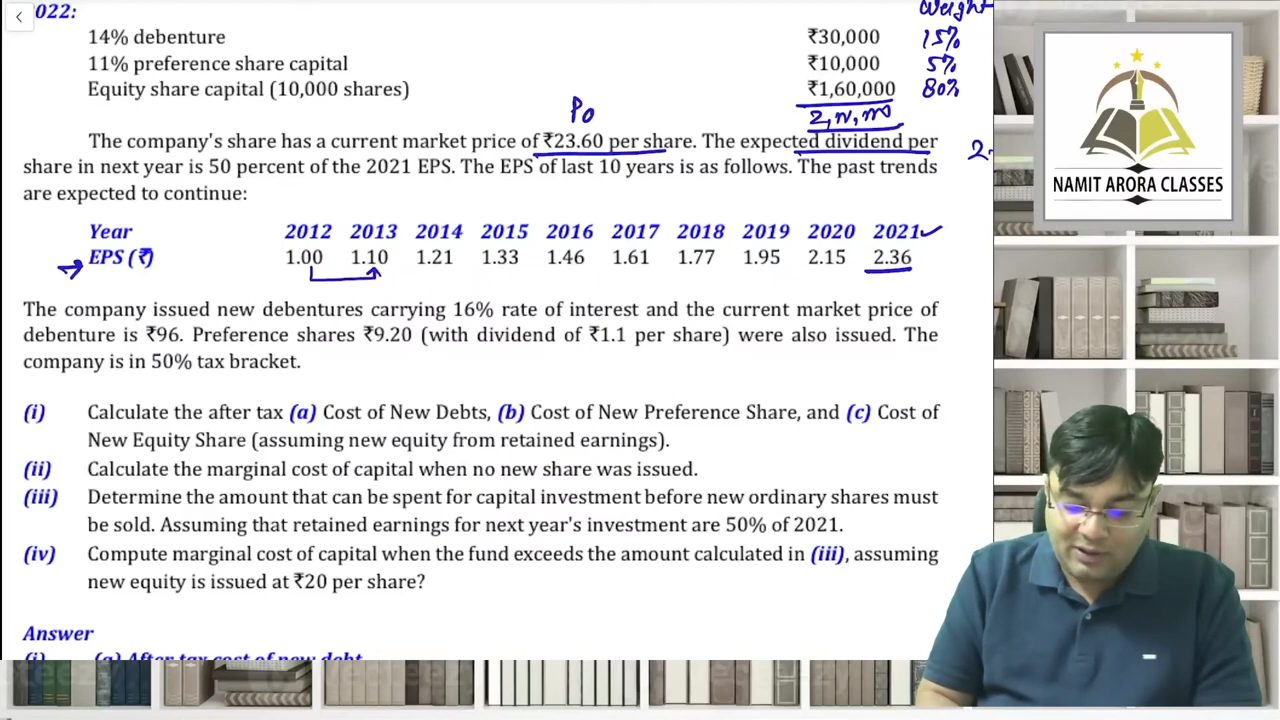 022:
Weight
14% debenture ₹30,000 15%
11% preference share capital ₹10,000 5%
Equity share capital (10,000 shares) ₹1,60,000 80%
P0 2,00,000
The company's share has a current market price of ₹23.60 per share. The expected dividend per
share in next year is 50 percent of the 2021 EPS. The EPS of last 10 years is as follows. The past trends
are expected to continue:
Year 2012 2013 2014 2015 2016 2017 2018 2019 2020 2021
EPS (₹) 1.00 1.10 1.21 1.33 1.46 1.61 1.77 1.95 2.15 2.36
The company issued new debentures carrying 16% rate of interest and the current market price of
debenture is ₹96. Preference shares ₹9.20 (with dividend of ₹1.1 per share) were also issued. The
company is in 50% tax bracket.
(i) Calculate the after tax (a) Cost of New Debts, (b) Cost of New Preference Share, and (c) Cost of
New Equity Share (assuming new equity from retained earnings).
(ii) Calculate the marginal cost of capital when no new share was issued.
(iii) Determine the amount that can be spent for capital investment before new ordinary shares must
be sold. Assuming that retained earnings for next year's investment are 50% of 2021.
(iv) Compute marginal cost of capital when the fund exceeds the amount calculated in (iii), assuming
new equity is issued at ₹20 per share?
Answer
(i) (a) After tax cost of new debt
NAMIT ARORA CLASSES